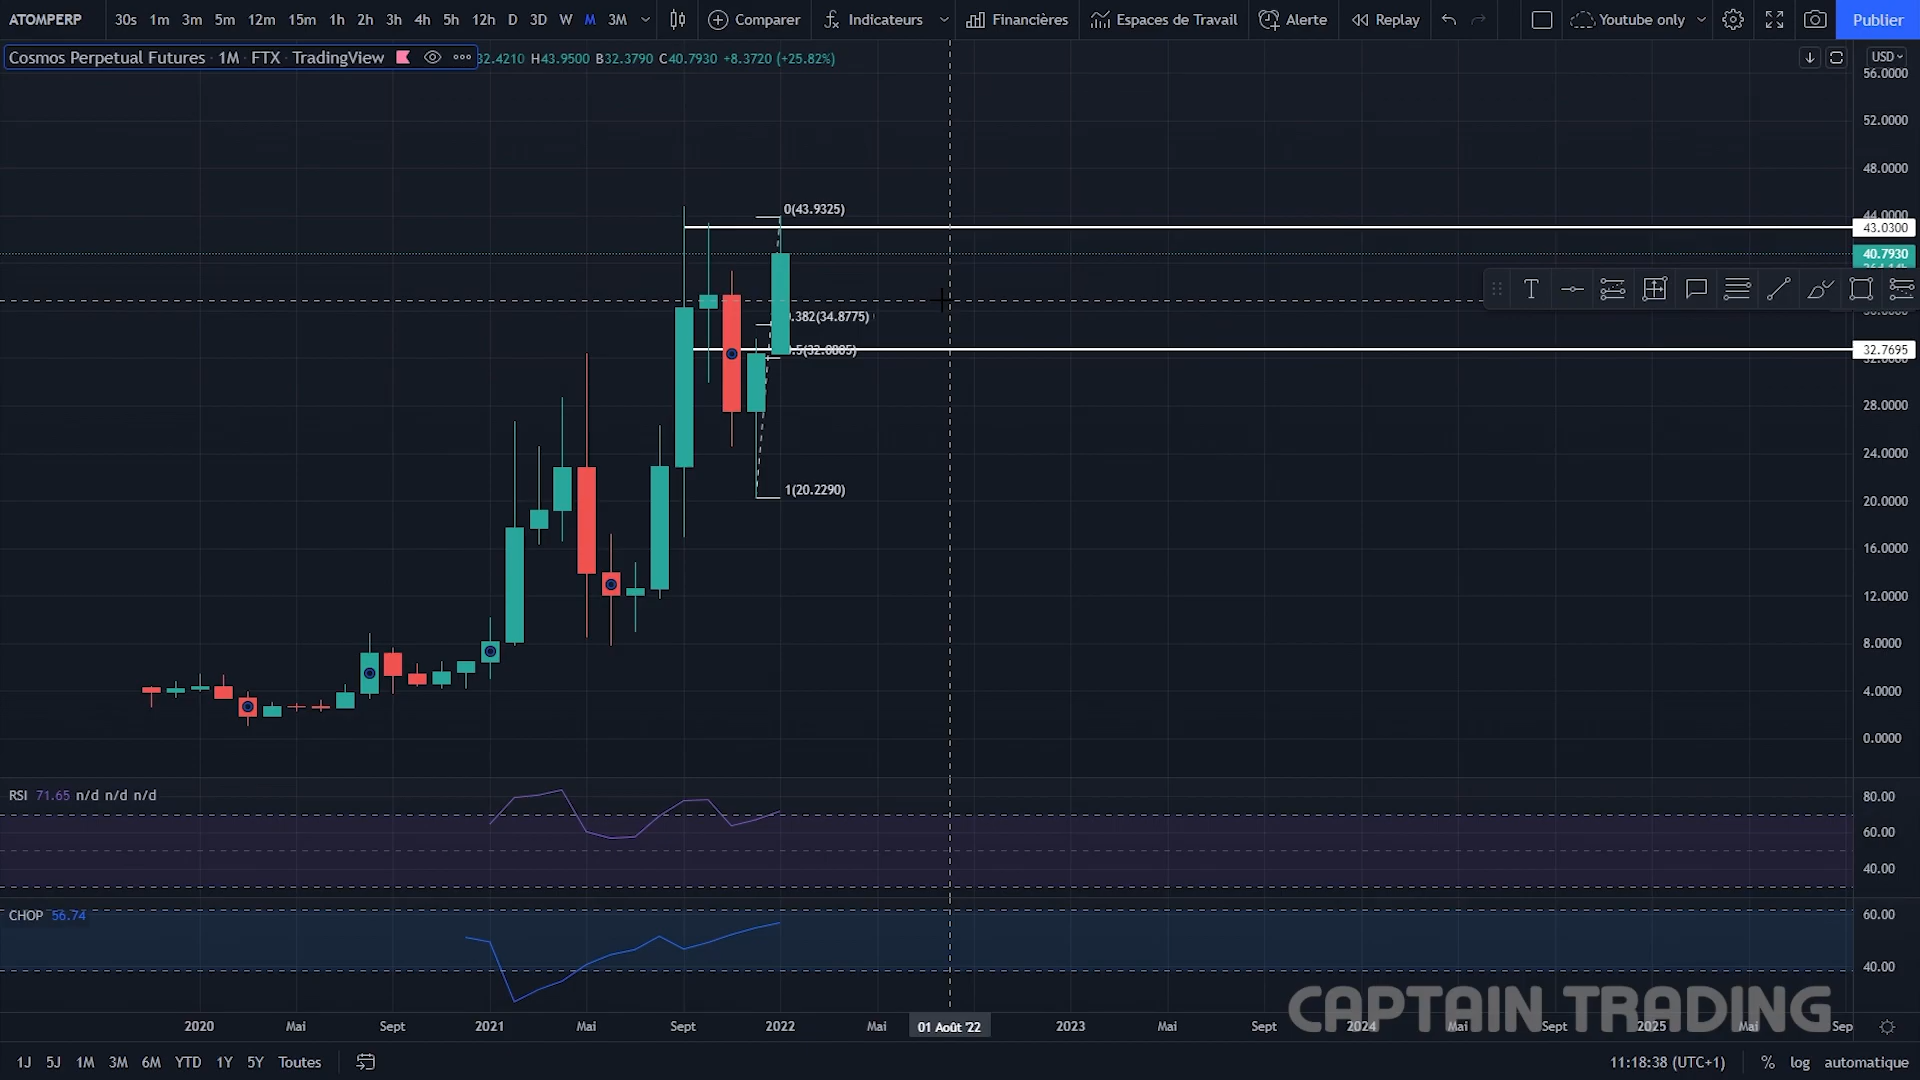 ATOMPERP 30s 1m 3m 5m 12m 15m 1h 2h 3h 4h 5h 12h D 3D W M 3M Comparer Indicateurs Financières Espaces de Travail Alerte Replay Youtube only Publier
Cosmos Perpetual Futures · 1M · FTX · TradingView 32.4210 H43.9500 B32.3790 C40.7930 +8.3720 (+25.82%)
USD
56.0000
52.0000
48.0000
0(43.9325)
44.0000
43.0300
40.7930
.382(34.8775)
32.7695
28.0000
24.0000
1(20.2290)
20.0000
16.0000
12.0000
8.0000
4.0000
0.0000
RSI 71.65 n/d n/d n/d
80.00
60.00
40.00
CHOP 56.74
60.00
40.00
CAPTAIN TRADING
2020 Mai Sept 2021 Mai Sept 2022 Mai 01 Août '22 2023 Mai Sept 2024 Mai Sept 2025 Mai Sep
1J 5J 1M 3M 6M YTD 1Y 5Y Toutes 11:18:38 (UTC+1) % log automatique